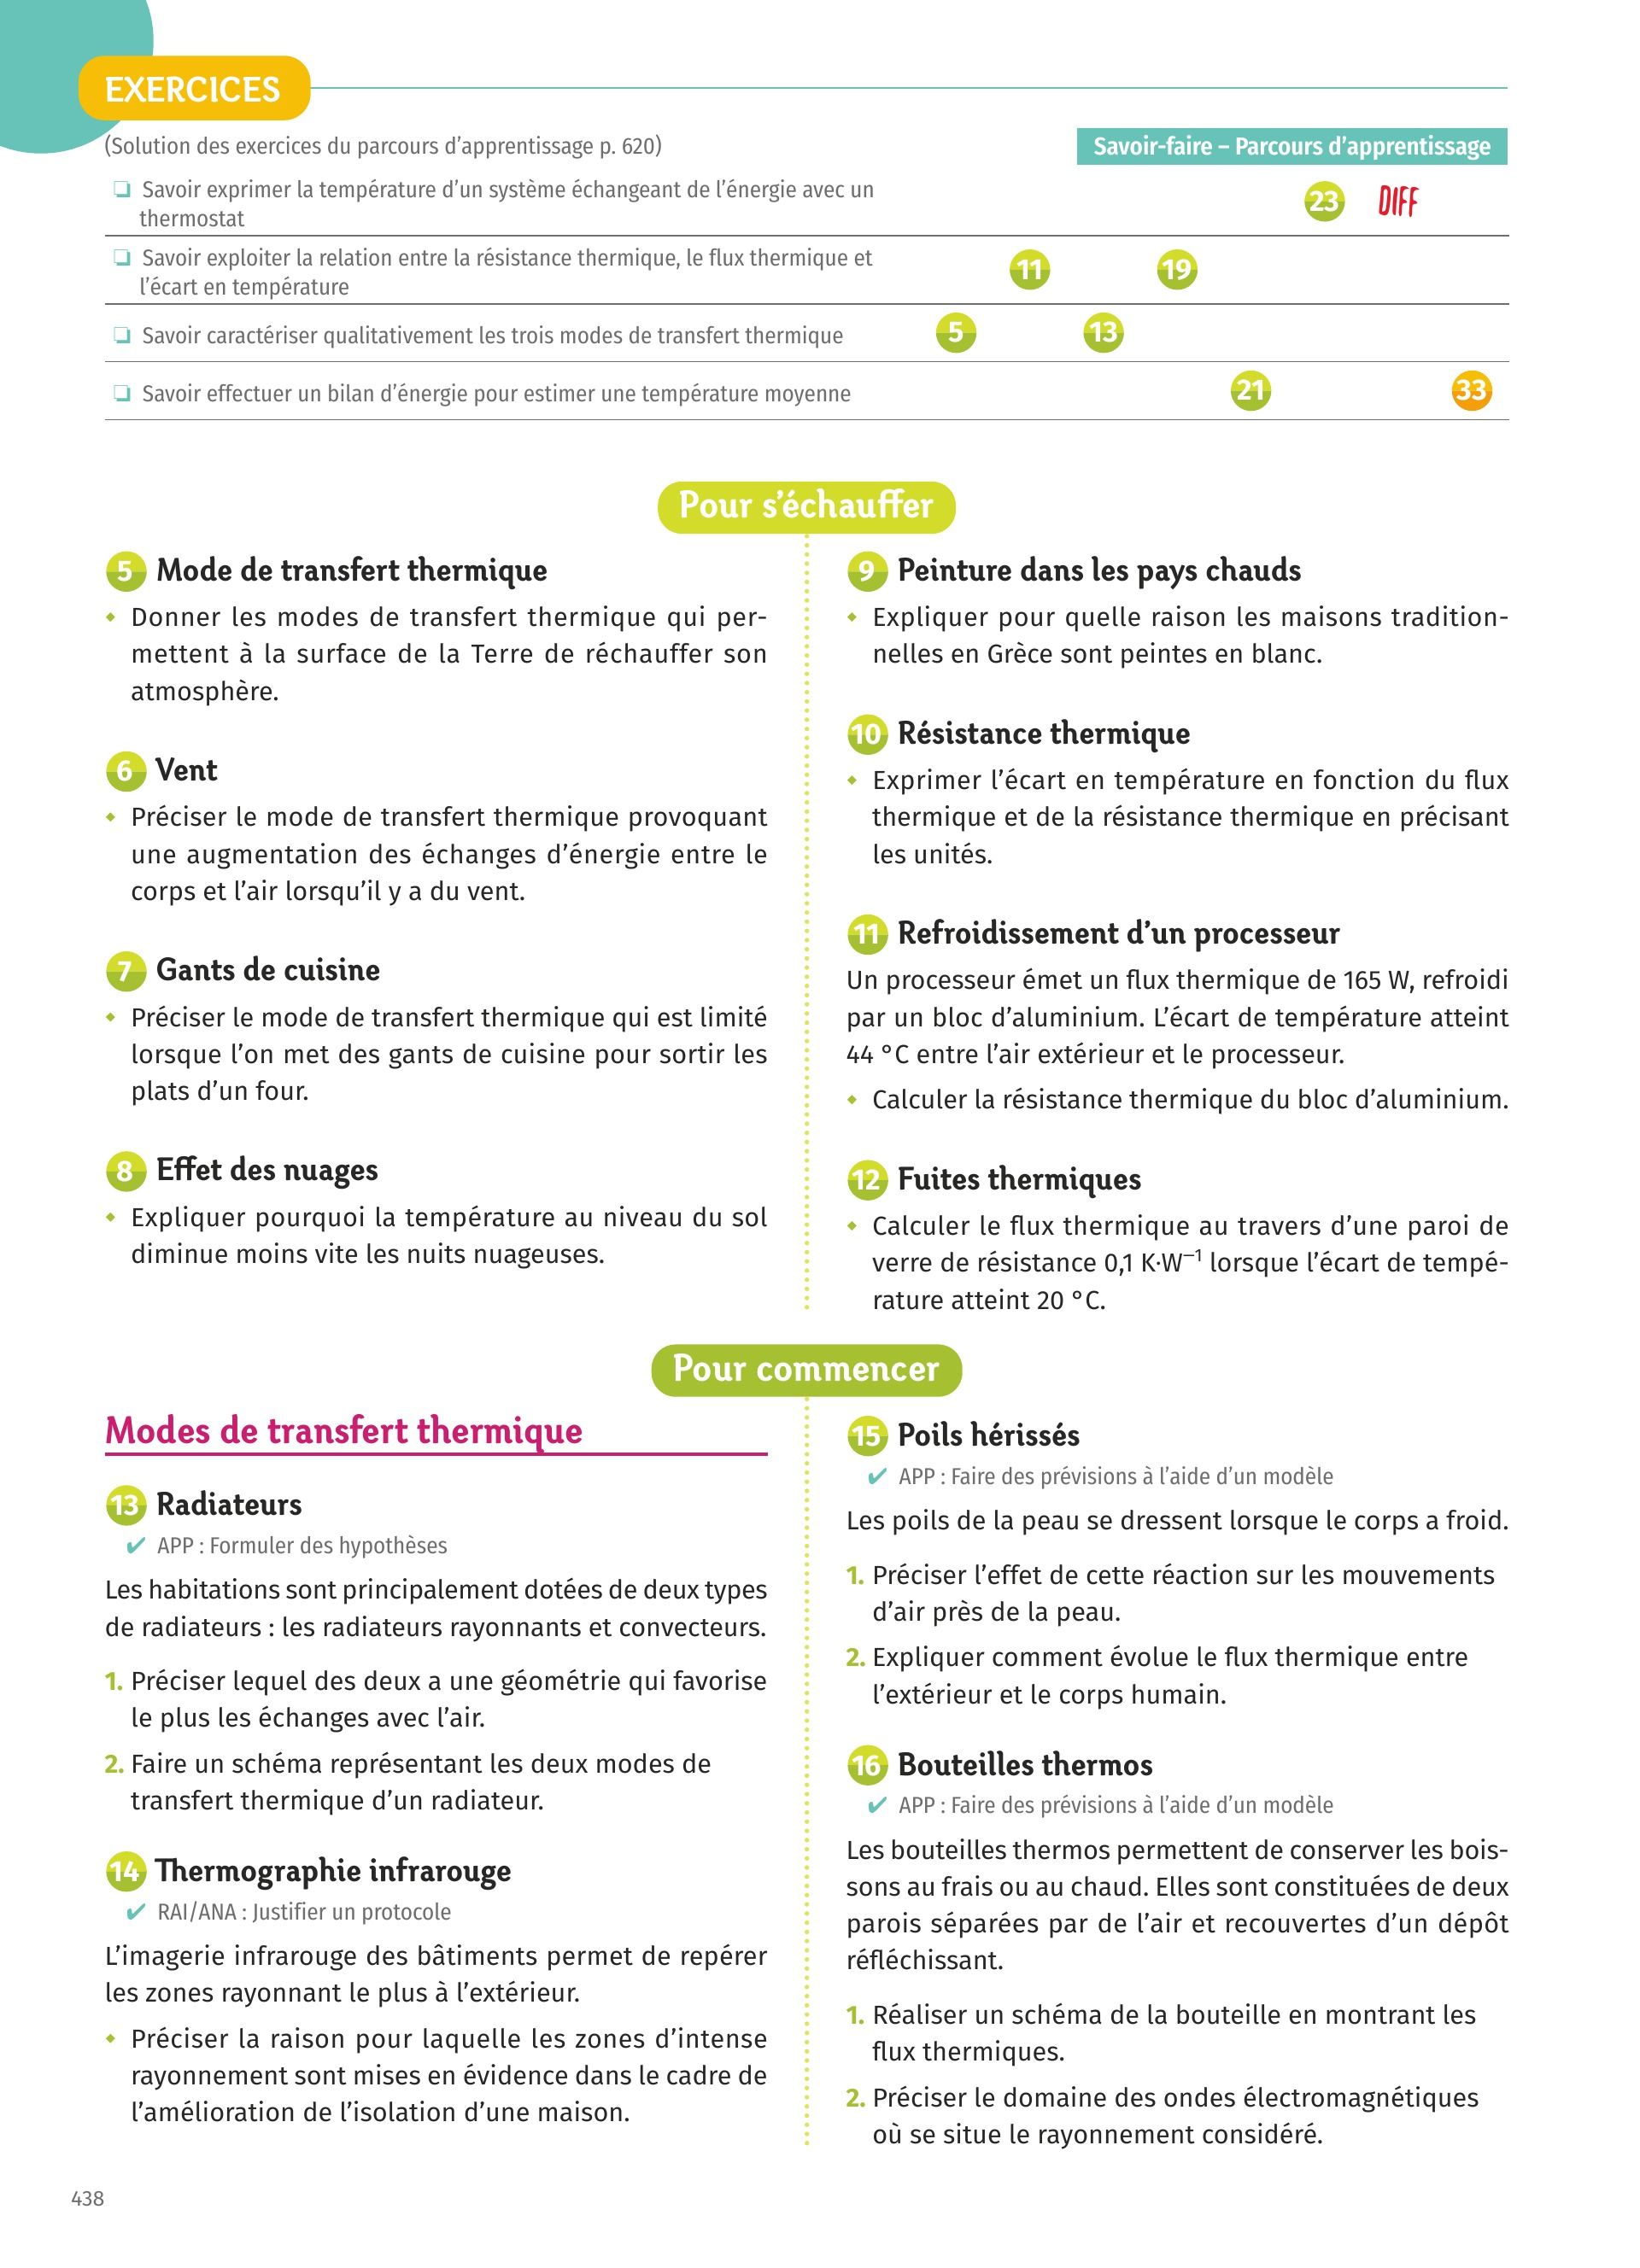 EXERCICES
(Solution des exercices du parcours d'apprentissage p. 620)
Savoir-faire – Parcours d'apprentissage
❏ Savoir exprimer la température d'un système échangeant de l'énergie avec un
thermostat
23 DIFF
❏ Savoir exploiter la relation entre la résistance thermique, le flux thermique et
l'écart en température
11 19
❏ Savoir caractériser qualitativement les trois modes de transfert thermique
5 13
❏ Savoir effectuer un bilan d'énergie pour estimer une température moyenne
21 33
Pour s'échauffer
5 Mode de transfert thermique
◆ Donner les modes de transfert thermique qui per-
mettent à la surface de la Terre de réchauffer son
atmosphère.
6 Vent
◆ Préciser le mode de transfert thermique provoquant
une augmentation des échanges d'énergie entre le
corps et l'air lorsqu'il y a du vent.
7 Gants de cuisine
◆ Préciser le mode de transfert thermique qui est limité
lorsque l'on met des gants de cuisine pour sortir les
plats d'un four.
8 Effet des nuages
◆ Expliquer pourquoi la température au niveau du sol
diminue moins vite les nuits nuageuses.
9 Peinture dans les pays chauds
◆ Expliquer pour quelle raison les maisons tradition-
nelles en Grèce sont peintes en blanc.
10 Résistance thermique
◆ Exprimer l'écart en température en fonction du flux
thermique et de la résistance thermique en précisant
les unités.
11 Refroidissement d'un processeur
Un processeur émet un flux thermique de 165 W, refroidi
par un bloc d'aluminium. L'écart de température atteint
44 °C entre l'air extérieur et le processeur.
◆ Calculer la résistance thermique du bloc d'aluminium.
12 Fuites thermiques
◆ Calculer le flux thermique au travers d'une paroi de
verre de résistance 0,1 K·W⁻¹ lorsque l'écart de tempé-
rature atteint 20 °C.
Pour commencer
Modes de transfert thermique
13 Radiateurs
✔ APP : Formuler des hypothèses
Les habitations sont principalement dotées de deux types
de radiateurs : les radiateurs rayonnants et convecteurs.
1. Préciser lequel des deux a une géométrie qui favorise
le plus les échanges avec l'air.
2. Faire un schéma représentant les deux modes de
transfert thermique d'un radiateur.
14 Thermographie infrarouge
✔ RAI/ANA : Justifier un protocole
L'imagerie infrarouge des bâtiments permet de repérer
les zones rayonnant le plus à l'extérieur.
◆ Préciser la raison pour laquelle les zones d'intense
rayonnement sont mises en évidence dans le cadre de
l'amélioration de l'isolation d'une maison.
15 Poils hérissés
✔ APP : Faire des prévisions à l'aide d'un modèle
Les poils de la peau se dressent lorsque le corps a froid.
1. Préciser l'effet de cette réaction sur les mouvements
d'air près de la peau.
2. Expliquer comment évolue le flux thermique entre
l'extérieur et le corps humain.
16 Bouteilles thermos
✔ APP : Faire des prévisions à l'aide d'un modèle
Les bouteilles thermos permettent de conserver les bois-
sons au frais ou au chaud. Elles sont constituées de deux
parois séparées par de l'air et recouvertes d'un dépôt
réfléchissant.
1. Réaliser un schéma de la bouteille en montrant les
flux thermiques.
2. Préciser le domaine des ondes électromagnétiques
où se situe le rayonnement considéré.
438